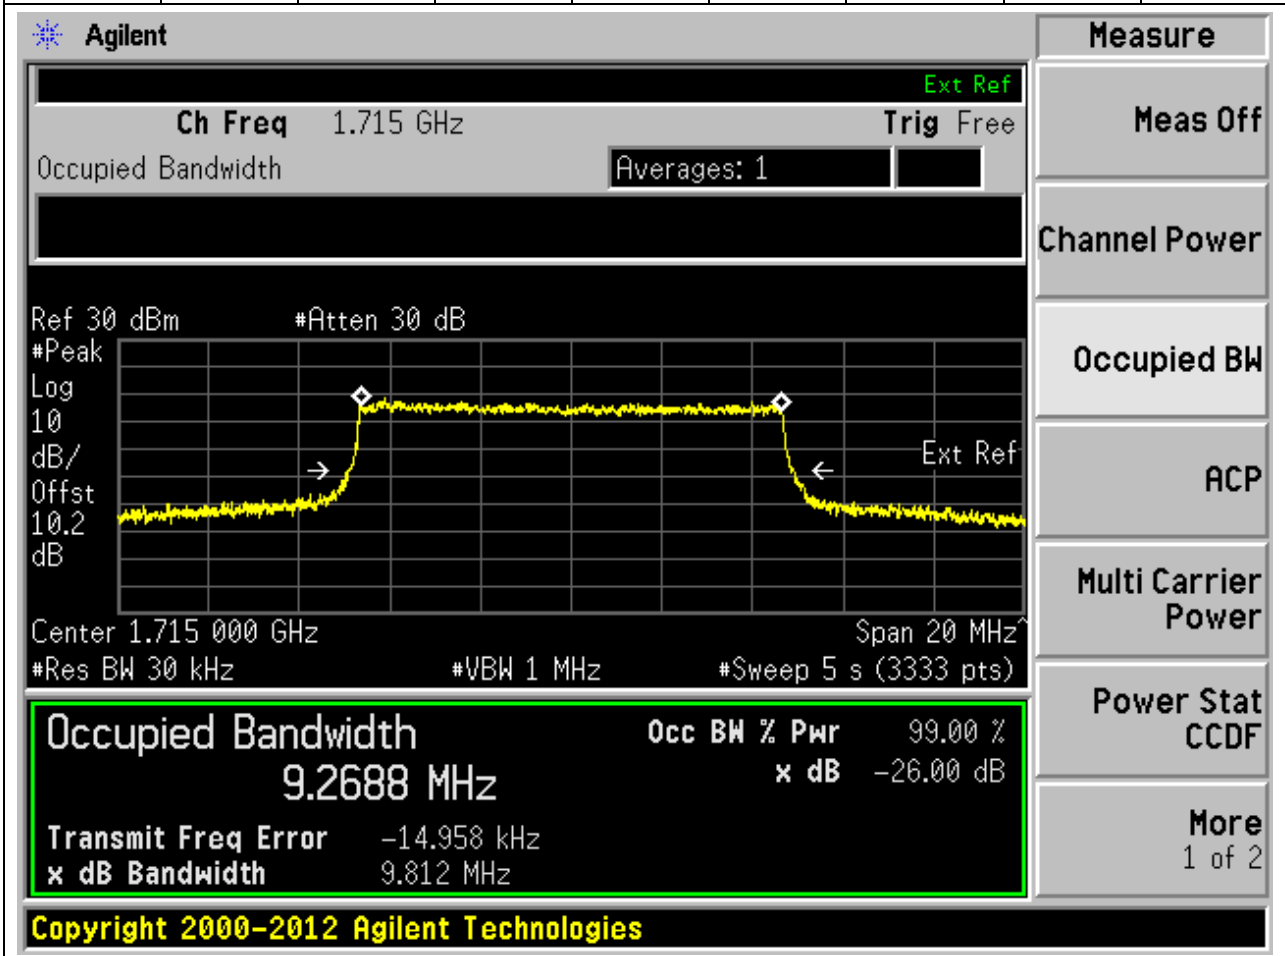 Agilent
Measure
Ext Ref
Ch Freq 1.715 GHz Trig Free
Meas Off
Occupied Bandwidth Averages: 1
Channel Power
Ref 30 dBm #Atten 30 dB
#Peak
Log
10
dB/
Offst
10.2
dB
Ext Ref
Occupied BW
ACP
Center 1.715 000 GHz Span 20 MHz^
#Res BW 30 kHz #VBW 1 MHz #Sweep 5 s (3333 pts)
Multi Carrier
Power
Occupied Bandwidth Occ BW % Pwr 99.00 %
9.2688 MHz x dB -26.00 dB
Transmit Freq Error -14.958 kHz
x dB Bandwidth 9.812 MHz
Power Stat
CCDF
More
1 of 2
Copyright 2000-2012 Agilent Technologies